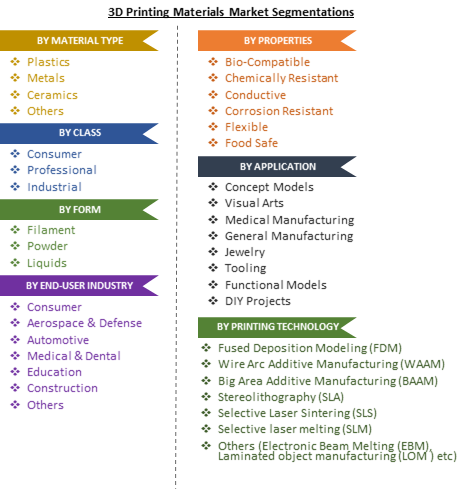 3D Printing Materials Market Segmentations
BY MATERIAL TYPE
Plastics
Metals
Ceramics
Others
BY CLASS
Consumer
Professional
Industrial
BY FORM
Filament
Powder
Liquids
BY END-USER INDUSTRY
Consumer
Aerospace & Defense
Automotive
Medical & Dental
Education
Construction
Others
BY PROPERTIES
Bio-Compatible
Chemically Resistant
Conductive
Corrosion Resistant
Flexible
Food Safe
BY APPLICATION
Concept Models
Visual Arts
Medical Manufacturing
General Manufacturing
Jewelry
Tooling
Functional Models
DIY Projects
BY PRINTING TECHNOLOGY
Fused Deposition Modeling (FDM)
Wire Arc Additive Manufacturing (WAAM)
Big Area Additive Manufacturing (BAAM)
Stereolithography (SLA)
Selective Laser Sintering (SLS)
Selective laser melting (SLM)
Others (Electronic Beam Melting (EBM),
Laminated object manufacturing (LOM ) etc)